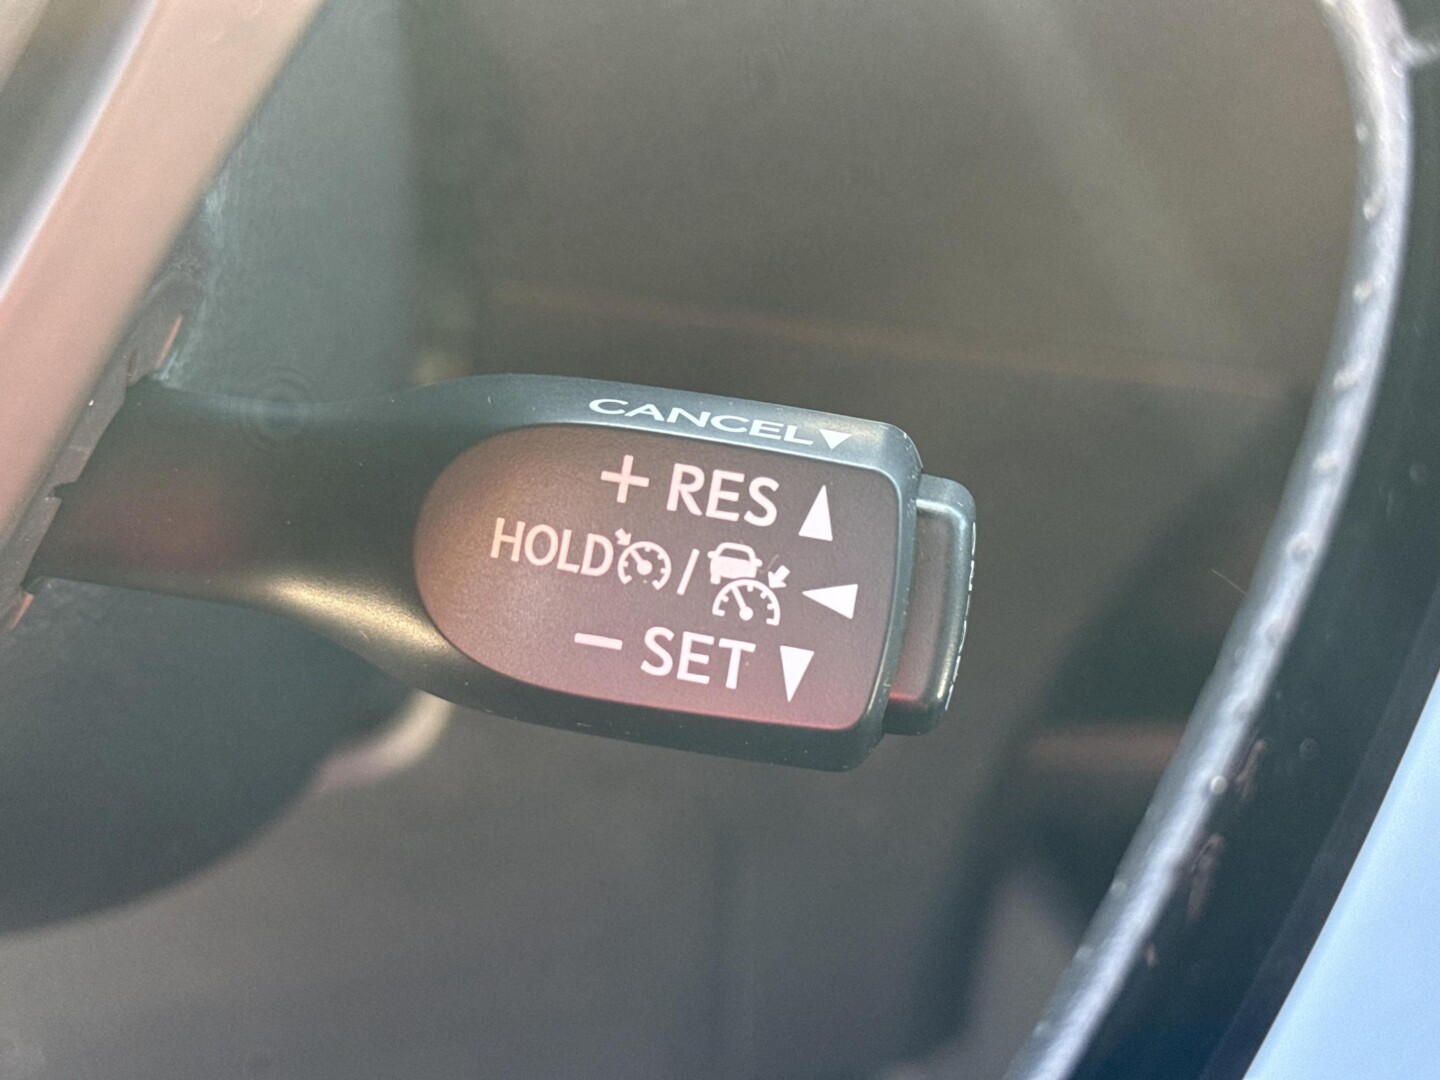 CANCEL▼
+ RES ▲
HOLD / ◀
− SET ▼